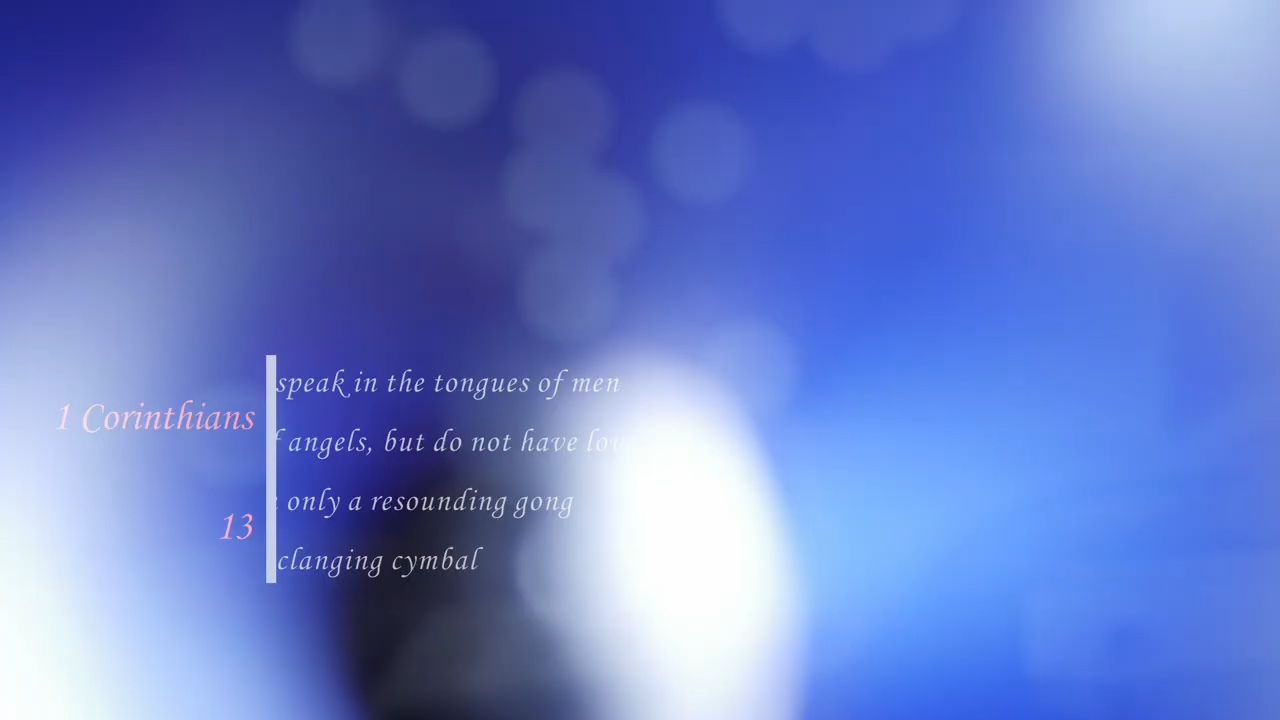 1 Corinthians
13
speak in the tongues of men
angels, but do not have
only a resounding gong
clanging cymbal